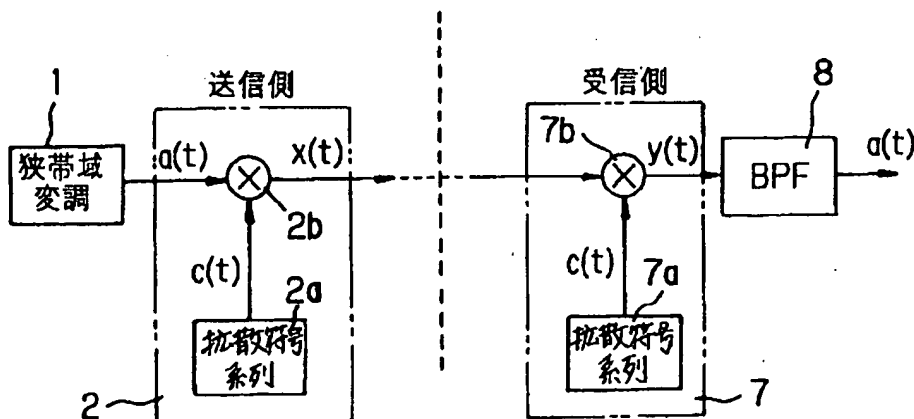 1
狭帯域
変調
送信側
a(t)
x(t)
2b
c(t)
2a
拡散符号
系列
2
受信側
7b
y(t)
c(t)
7a
拡散符号
系列
7
8
BPF
a(t)